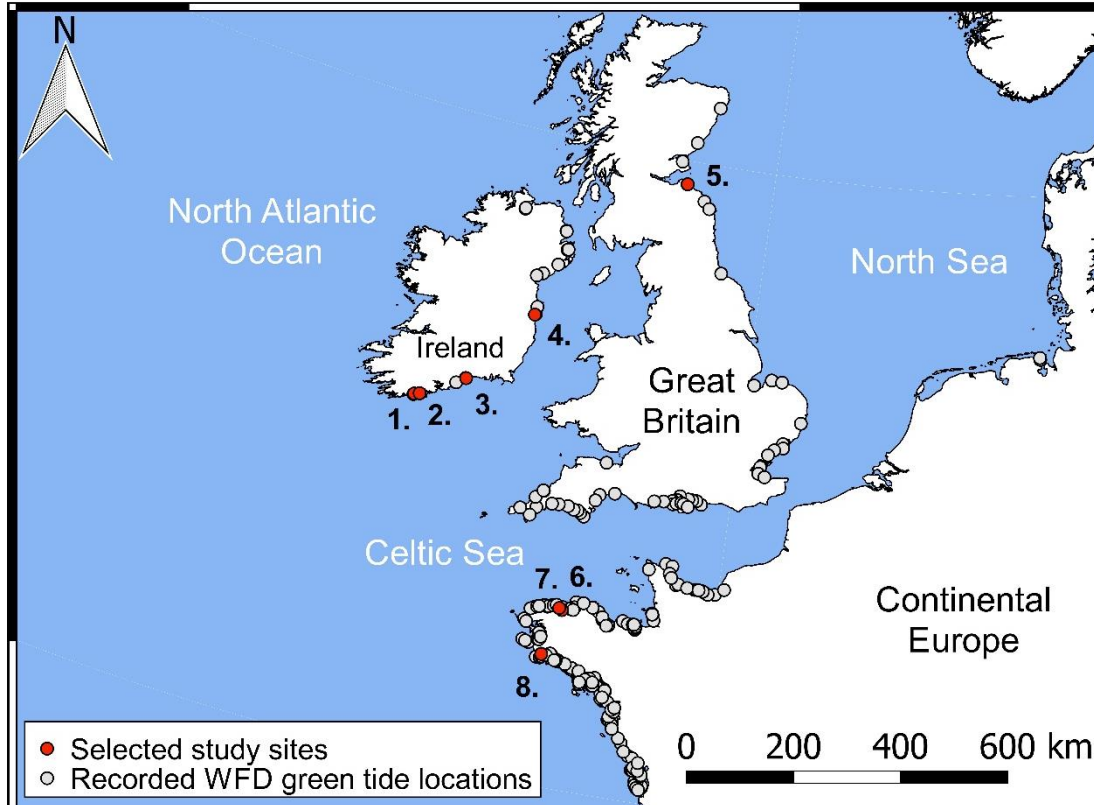 N
North Atlantic
Ocean
5.
North Sea
4.
Ireland
Great
Britain
1.
2.
3.
Celtic Sea
7.
6.
Continental
Europe
8.
Selected study sites
Recorded WFD green tide locations
0
200
400
600 km